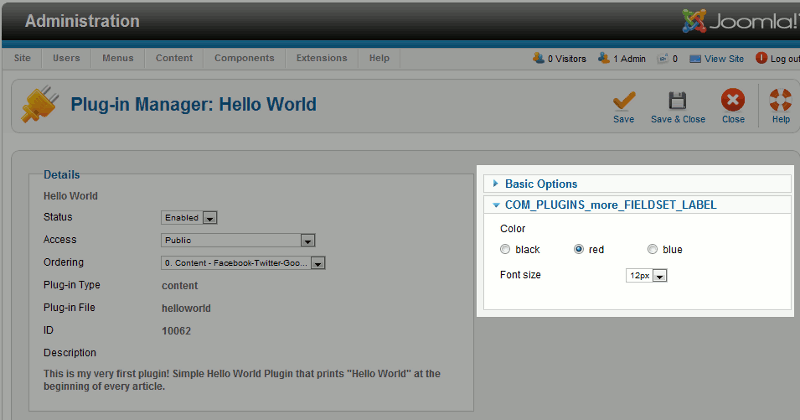 Administration
Joomla!
Site Users Menus Content Components Extensions Help 0 Visitors 1 Admin 0 View Site Log out
Plug-in Manager: Hello World
Save Save & Close Close Help
Details
Hello World
Status Enabled
Access Public
Ordering 0. Content - Facebook-Twitter-Goo...
Plug-in Type content
Plug-in File helloworld
ID 10062
Description
This is my very first plugin! Simple Hello World Plugin that prints "Hello World" at the
beginning of every article.
Basic Options
COM_PLUGINS_more_FIELDSET_LABEL
Color
black red blue
Font size 12px